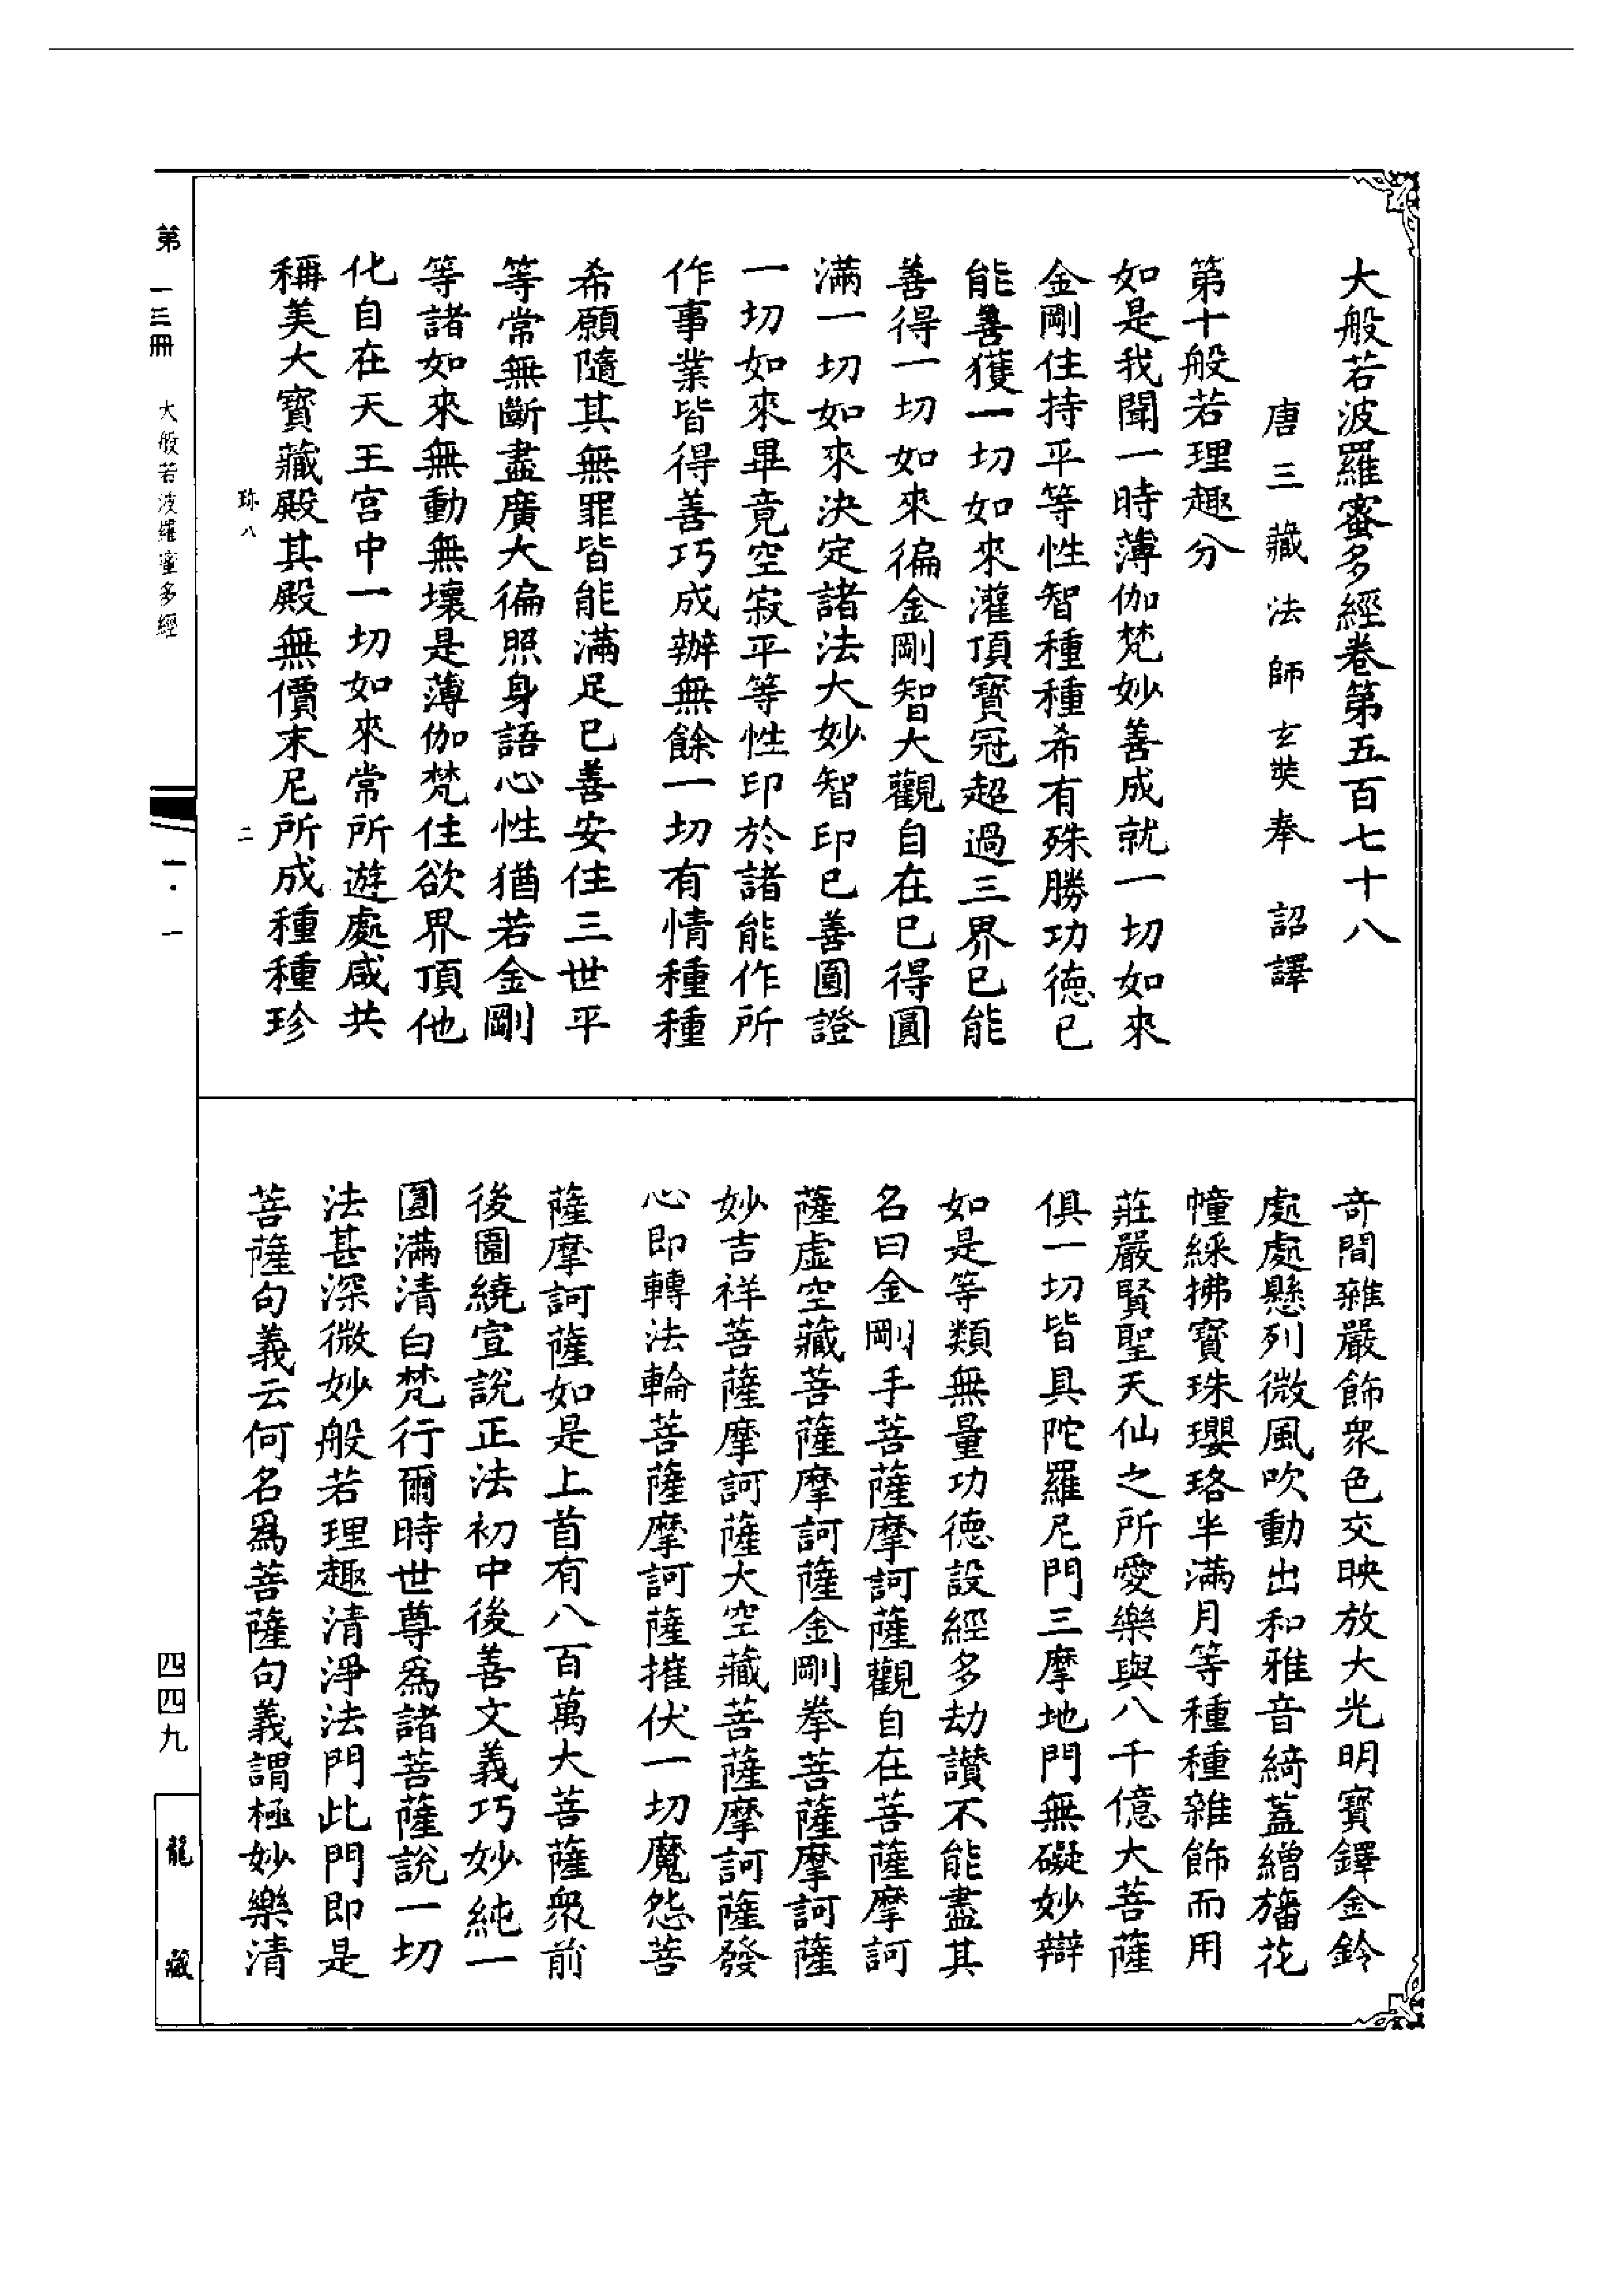 大般若波羅蜜多經卷第五百七十八
唐三藏法師玄奘奉 詔譯
第十般若理趣分
如是我聞一時薄伽梵妙善成就一切如來
金剛住持平等性智種種希有殊勝功德已
能善獲一切如來灌頂寶冠超過三界已能
善得一切如來徧金剛智大觀自在已得圓
滿一切如來決定諸法大妙智印已善圓證
一切如來畢竟空寂平等性印於諸能作所
作事業皆得善巧成辦無餘一切有情種種
希願隨其無罪皆能滿足已善安住三世平
等常無斷盡廣大徧照身語心性猶若金剛
等諸如來無動無壞是薄伽梵住欲界頂他
化自在天王宮中一切如來常所遊處咸共
稱美大寶藏殿其殿無價末尼所成種種珍
奇間雜嚴飾衆色交映放大光明寶鐸金鈴
處處懸列微風吹動出和雅音綺蓋繒旛花
幢綵拂寶珠瓔珞半滿月等種種雜飾而用
莊嚴賢聖天仙之所愛樂與八千億大菩薩
俱一切皆具陀羅尼門三摩地門無礙妙辯
如是等類無量功德設經多劫讚不能盡其
名曰金剛手菩薩摩訶薩觀自在菩薩摩訶
薩虛空藏菩薩摩訶薩金剛拳菩薩摩訶薩
妙吉祥菩薩摩訶薩大空藏菩薩摩訶薩發
心即轉法輪菩薩摩訶薩摧伏一切魔怨菩
薩摩訶薩如是上首有八百萬大菩薩衆前
後圍繞宣說正法初中後善文義巧妙純一
圓滿清白梵行爾時世尊爲諸菩薩說一切
法甚深微妙般若理趣清淨法門此門即是
菩薩句義云何名爲菩薩句義謂極妙樂清
第一三冊 大般若波羅蜜多經
珎八 二
一·一
四四九
龍藏